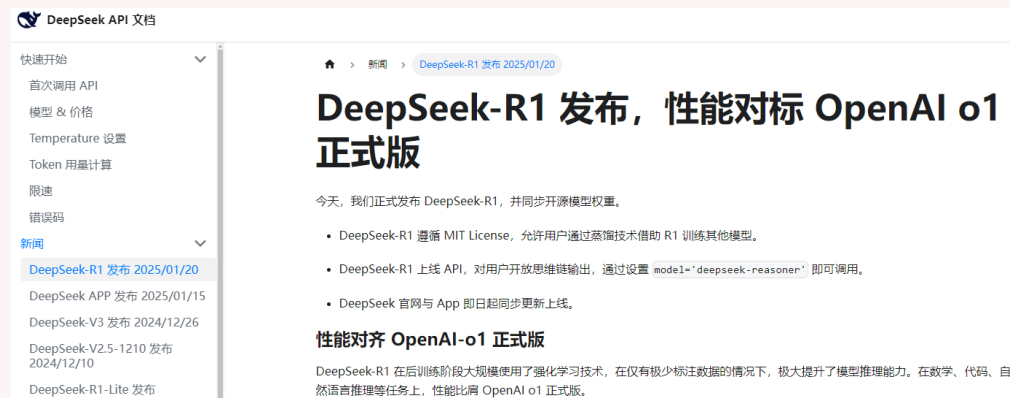 DeepSeek API 文档
快速开始
首次调用 API
模型 & 价格
Temperature 设置
Token 用量计算
限速
错误码
新闻
DeepSeek-R1 发布 2025/01/20
DeepSeek APP 发布 2025/01/15
DeepSeek-V3 发布 2024/12/26
DeepSeek-V2.5-1210 发布
2024/12/10
DeepSeek-R1-Lite 发布
新闻
DeepSeek-R1 发布 2025/01/20
DeepSeek-R1 发布，性能对标 OpenAI o1
正式版
今天，我们正式发布 DeepSeek-R1，并同步开源模型权重。
DeepSeek-R1 遵循 MIT License，允许用户通过蒸馏技术借助 R1 训练其他模型。
DeepSeek-R1 上线 API，对用户开放思维链输出，通过设置 model='deepseek-reasoner' 即可调用。
DeepSeek 官网与 App 即日起同步更新上线。
性能对齐 OpenAI-o1 正式版
DeepSeek-R1 在后训练阶段大规模使用了强化学习技术，在仅有极少标注数据的情况下，极大提升了模型推理能力。在数学、代码、自
然语言推理等任务上，性能比肩 OpenAI o1 正式版。